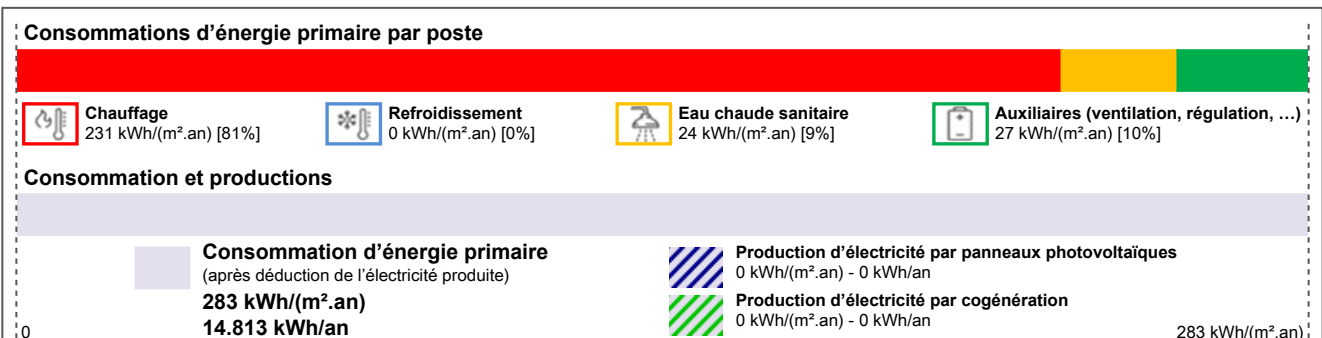 Consommations d'énergie primaire par poste
Chauffage
231 kWh/(m².an) [81%]
Refroidissement
0 kWh/(m².an) [0%]
Eau chaude sanitaire
24 kWh/(m².an) [9%]
Auxiliaires (ventilation, régulation, …)
27 kWh/(m².an) [10%]
Consommation et productions
Consommation d'énergie primaire
(après déduction de l'électricité produite)
283 kWh/(m².an)
14.813 kWh/an
Production d'électricité par panneaux photovoltaïques
0 kWh/(m².an) - 0 kWh/an
Production d'électricité par cogénération
0 kWh/(m².an) - 0 kWh/an
0
283 kWh/(m².an)